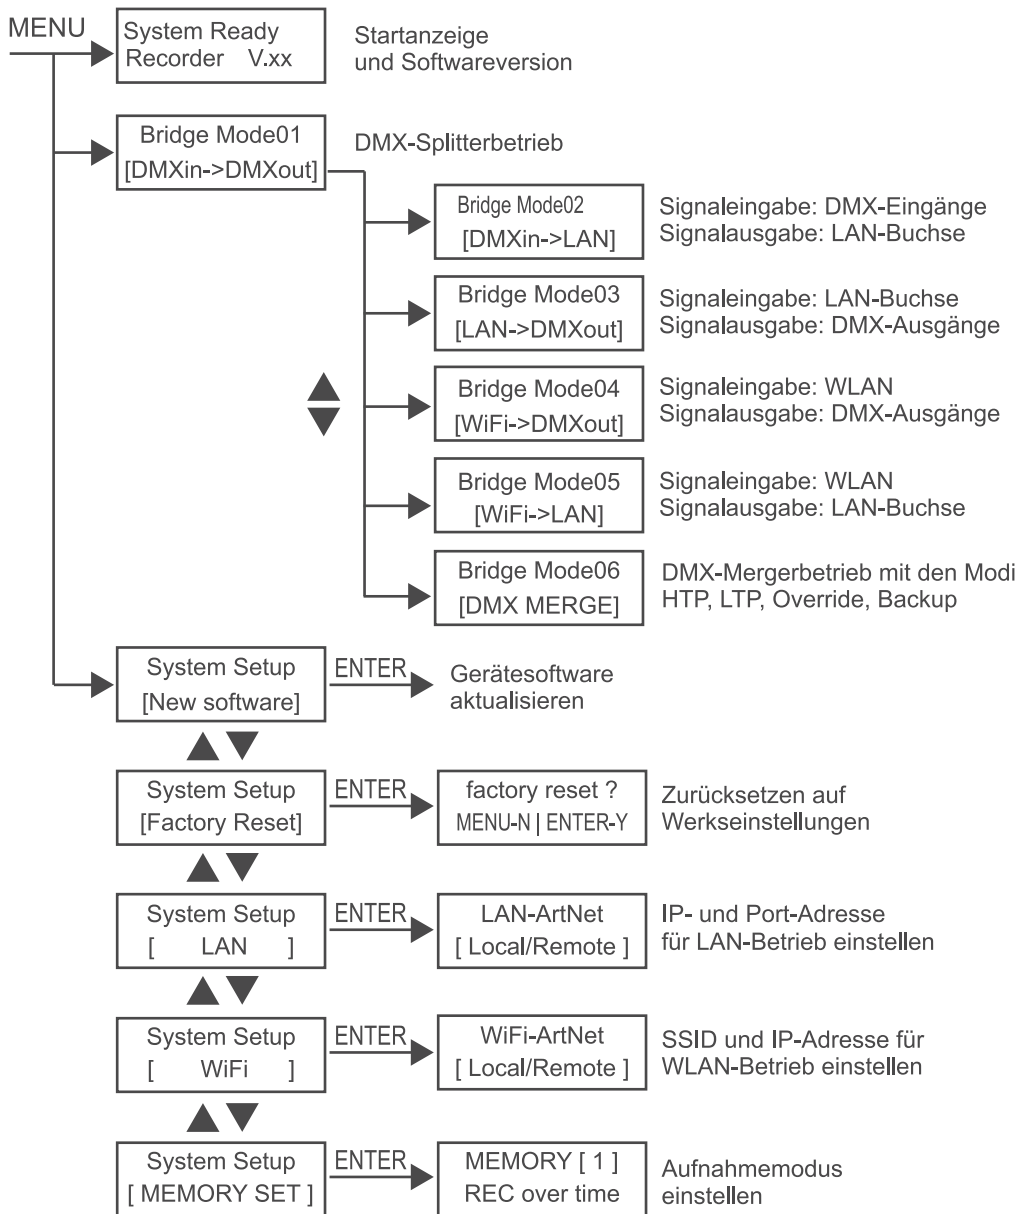 MENU
System Ready
Recorder V.xx
Startanzeige
und Softwareversion
Bridge Mode01
[DMXin->DMXout]
DMX-Splitterbetrieb
Bridge Mode02
[DMXin->LAN]
Signaleingabe: DMX-Eingänge
Signalausgabe: LAN-Buchse
Bridge Mode03
[LAN->DMXout]
Signaleingabe: LAN-Buchse
Signalausgabe: DMX-Ausgänge
Bridge Mode04
[WiFi->DMXout]
Signaleingabe: WLAN
Signalausgabe: DMX-Ausgänge
Bridge Mode05
[WiFi->LAN]
Signaleingabe: WLAN
Signalausgabe: LAN-Buchse
Bridge Mode06
[DMX MERGE]
DMX-Mergerbetrieb mit den Modi
HTP, LTP, Override, Backup
System Setup
[New software]
ENTER
Gerätesoftware
aktualisieren
System Setup
[Factory Reset]
ENTER
factory reset ?
MENU-N | ENTER-Y
Zurücksetzen auf
Werkseinstellungen
System Setup
[ LAN ]
ENTER
LAN-ArtNet
[ Local/Remote ]
IP- und Port-Adresse
für LAN-Betrieb einstellen
System Setup
[ WiFi ]
ENTER
WiFi-ArtNet
[ Local/Remote ]
SSID und IP-Adresse für
WLAN-Betrieb einstellen
System Setup
[ MEMORY SET ]
ENTER
MEMORY [ 1 ]
REC over time
Aufnahmemodus
einstellen